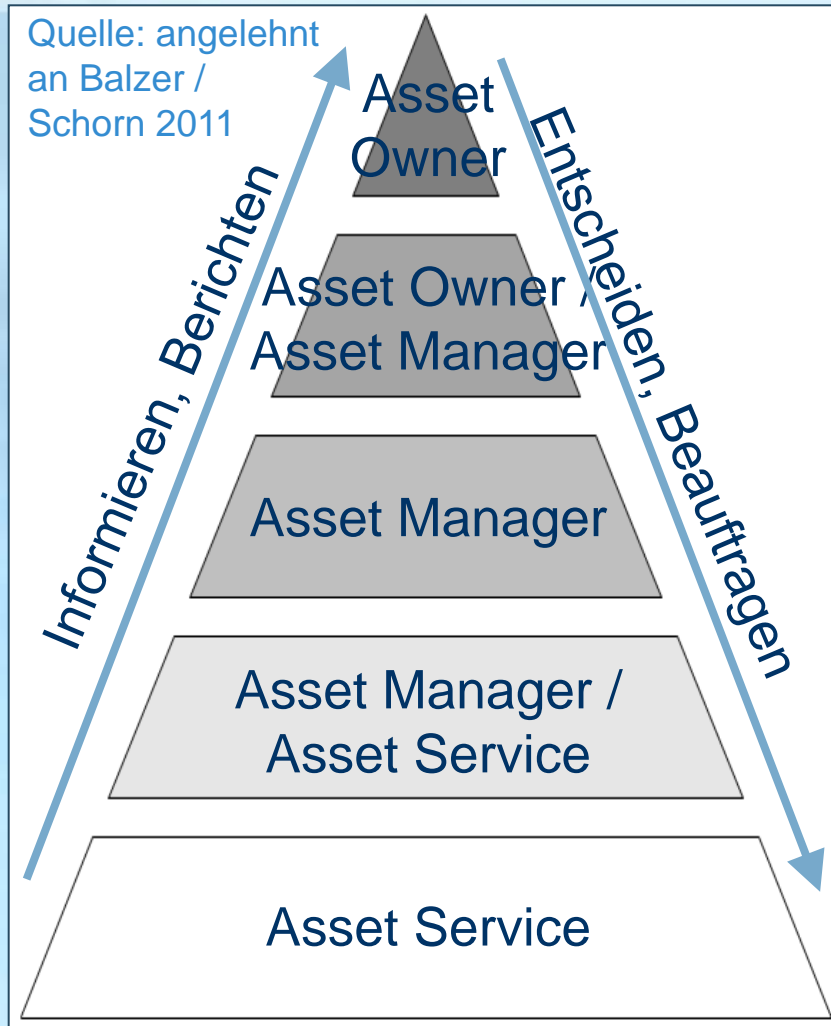 Quelle: angelehnt
an Balzer /
Schorn 2011
Asset
Owner
Asset Owner /
Asset Manager
Asset Manager
Asset Manager /
Asset Service
Asset Service
Informieren, Berichten
Entscheiden, Beauftragen